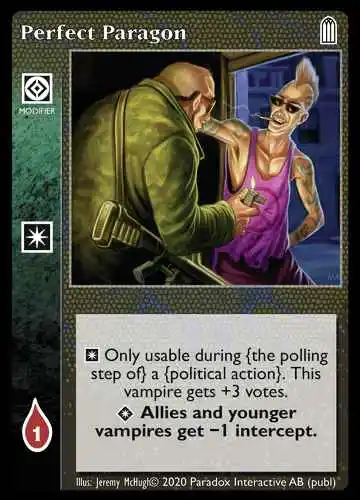 Perfect Paragon
MODIFIER
Only usable during {the polling
step of} a {political action}. This
vampire gets +3 votes.
Allies and younger
vampires get −1 intercept.
1
Illus: Jeremy McHugh© 2020 Paradox Interactive AB (publ)